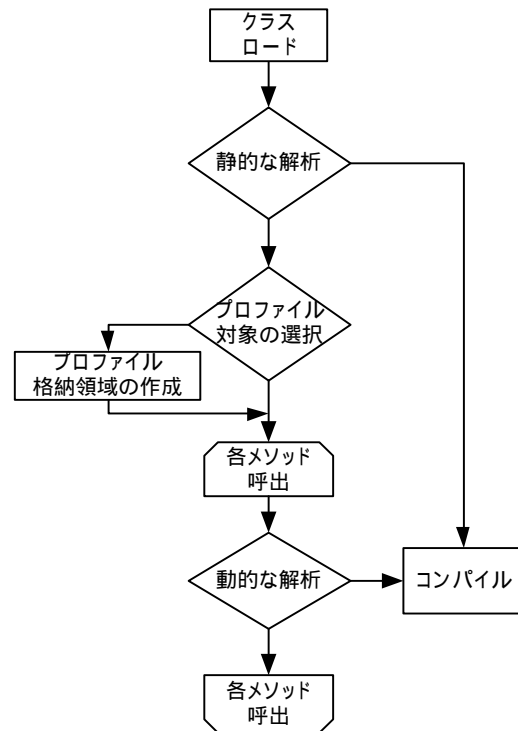 クラス
ロード
静的な解析
プロファイル
対象の選択
プロファイル
格納領域の作成
各メソッド
呼出
動的な解析
コンパイル
各メソッド
呼出